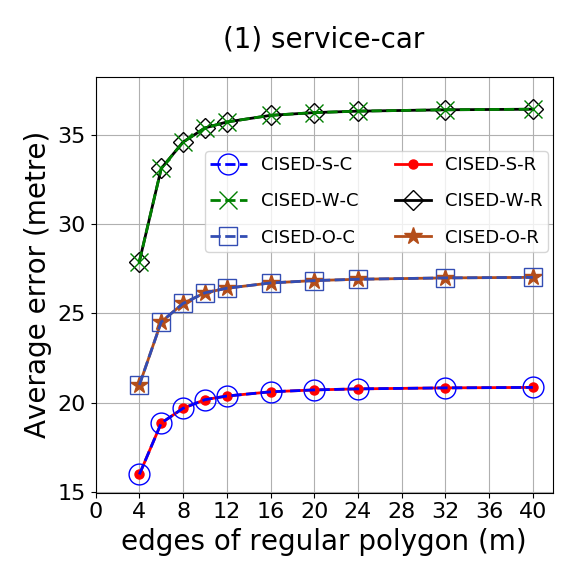 (1) service-car
Average error (metre)
35
30
25
20
15
CISED-S-C
CISED-S-R
CISED-W-C
CISED-W-R
CISED-O-C
CISED-O-R
0 4 8 12 16 20 24 28 32 36 40
edges of regular polygon (m)